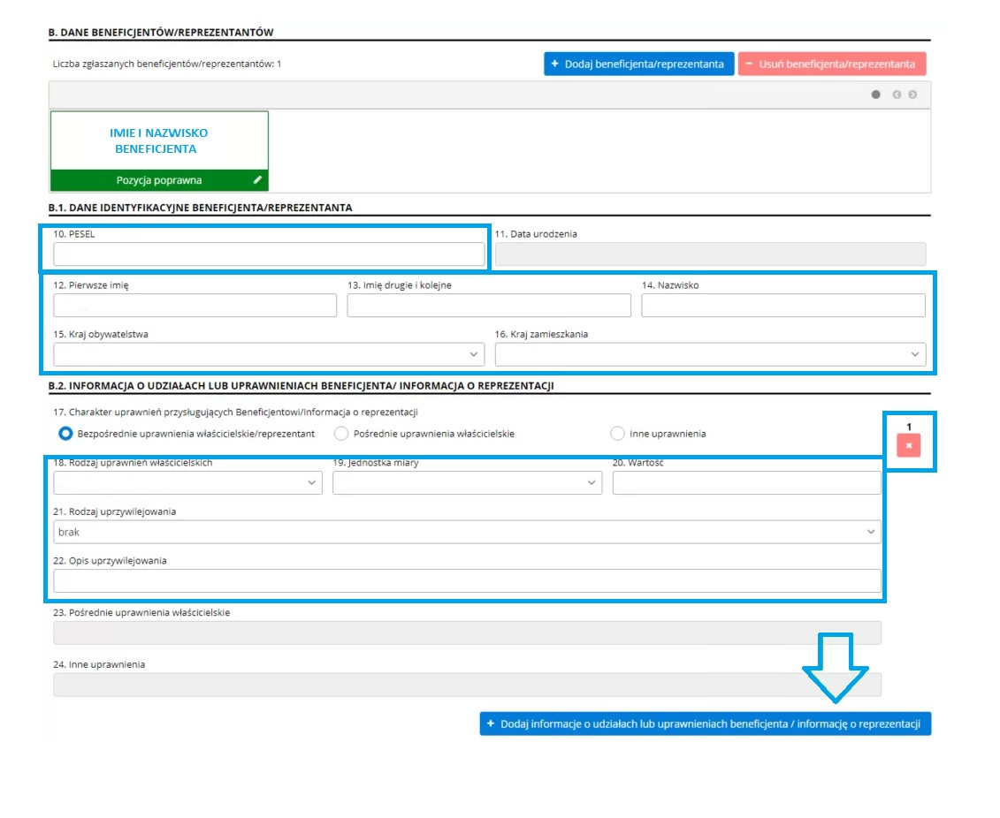 B. DANE BENEFICJENTÓW/REPREZENTANTÓW
Liczba zgłaszanych beneficjentów/reprezentantów: 1
+ Dodaj beneficjenta/reprezentanta
− Usuń beneficjenta/reprezentanta
IMIE I NAZWISKO
BENEFICJENTA
Pozycja poprawna
B.1. DANE IDENTYFIKACYJNE BENEFICJENTA/REPREZENTANTA
10. PESEL
11. Data urodzenia
12. Pierwsze imię
13. Imię drugie i kolejne
14. Nazwisko
15. Kraj obywatelstwa
16. Kraj zamieszkania
B.2. INFORMACJA O UDZIAŁACH LUB UPRAWNIENIACH BENEFICJENTA/ INFORMACJA O REPREZENTACJI
17. Charakter uprawnień przysługujących Beneficjentowi/Informacja o reprezentacji
1
Bezpośrednie uprawnienia właścicielskie/reprezentant
Pośrednie uprawnienia właścicielskie
Inne uprawnienia
18. Rodzaj uprawnień właścicielskich
19. Jednostka miary
20. Wartość
21. Rodzaj uprzywilejowania
brak
22. Opis uprzywilejowania
23. Pośrednie uprawnienia właścicielskie
24. Inne uprawnienia
+ Dodaj informacje o udziałach lub uprawnieniach beneficjenta / informację o reprezentacji